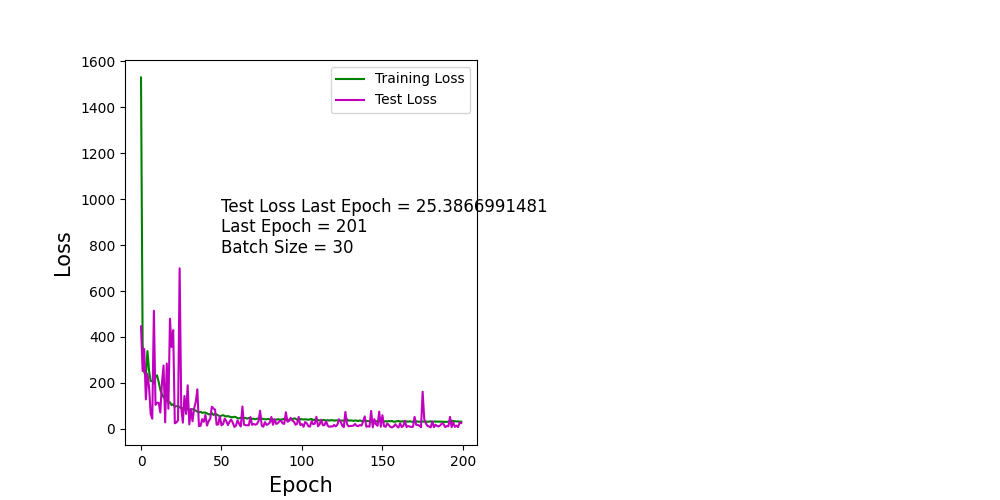 1600
1400
1200
1000
800
600
400
200
0
Loss
Training Loss
Test Loss
Test Loss Last Epoch = 25.3866991481
Last Epoch = 201
Batch Size = 30
0 50 100 150 200
Epoch